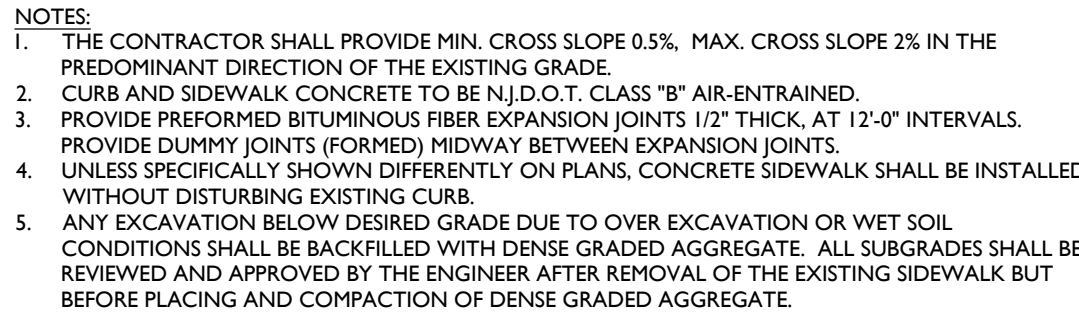 NOTES:
1. THE CONTRACTOR SHALL PROVIDE MIN. CROSS SLOPE 0.5%, MAX. CROSS SLOPE 2% IN THE
PREDOMINANT DIRECTION OF THE EXISTING GRADE.
2. CURB AND SIDEWALK CONCRETE TO BE N.J.D.O.T. CLASS "B" AIR-ENTRAINED.
3. PROVIDE PREFORMED BITUMINOUS FIBER EXPANSION JOINTS 1/2" THICK, AT 12'-0" INTERVALS.
PROVIDE DUMMY JOINTS (FORMED) MIDWAY BETWEEN EXPANSION JOINTS.
4. UNLESS SPECIFICALLY SHOWN DIFFERENTLY ON PLANS, CONCRETE SIDEWALK SHALL BE INSTALLED
WITHOUT DISTURBING EXISTING CURB.
5. ANY EXCAVATION BELOW DESIRED GRADE DUE TO OVER EXCAVATION OR WET SOIL
CONDITIONS SHALL BE BACKFILLED WITH DENSE GRADED AGGREGATE. ALL SUBGRADES SHALL BE
REVIEWED AND APPROVED BY THE ENGINEER AFTER REMOVAL OF THE EXISTING SIDEWALK BUT
BEFORE PLACING AND COMPACTION OF DENSE GRADED AGGREGATE.